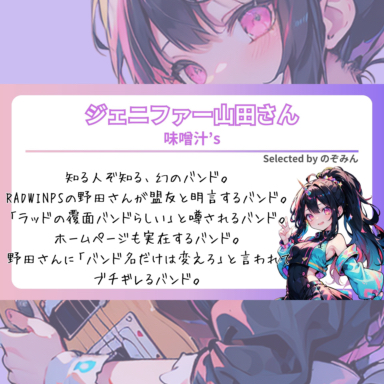 ジェニファー山田さん
味噌汁's
Selected by のぞみん
知る人ぞ知る、幻のバンド。
RADWINPSの野田さんが盟友と明言するバンド。
「ラッドの覆面バンドらしい」と噂されるバンド。
ホームページも実在するバンド。
野田さんに「バンド名だけは変えろ」と言われて
ブチギレるバンド。